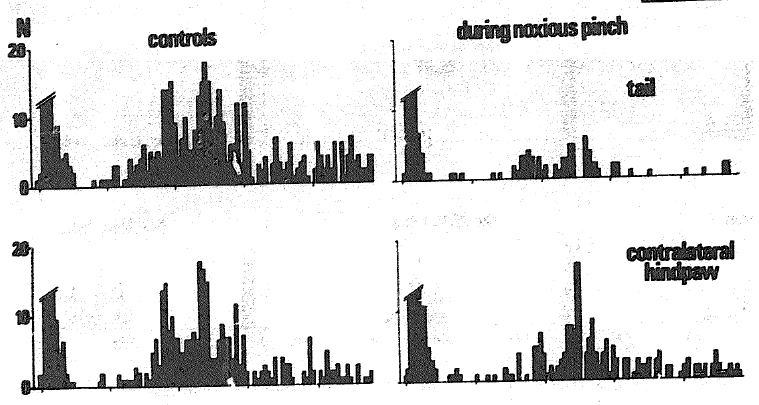 N
controls
during noxious pinch
20
10
0
tail
20
10
0
contralateral
hindpaw